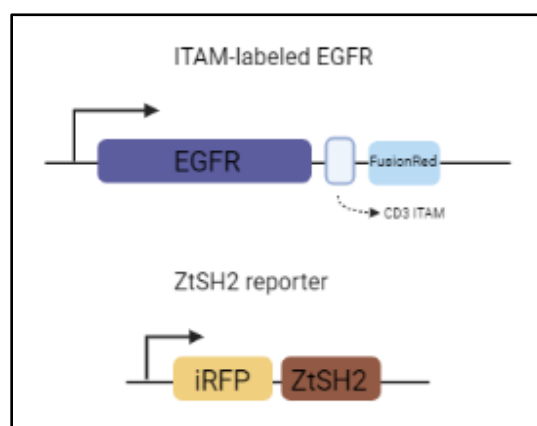 ITAM-labeled EGFR
EGFR
FusionRed
CD3 ITAM
ZtSH2 reporter
iRFP
ZtSH2